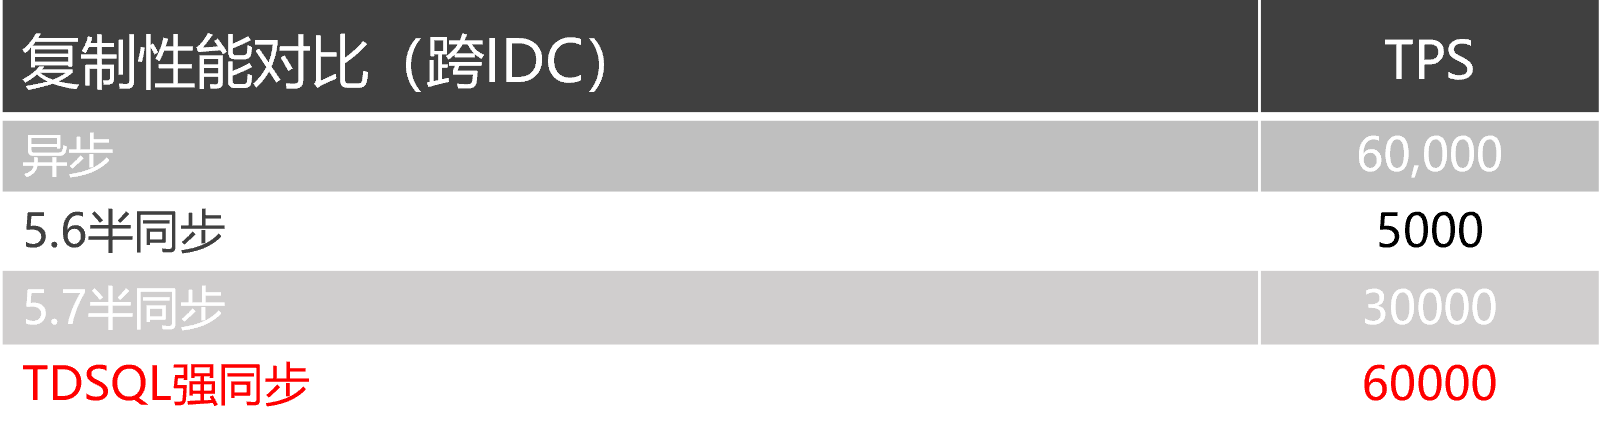 复制性能对比（跨IDC） TPS
异步 60,000
5.6半同步 5000
5.7半同步 30000
TDSQL强同步 60000